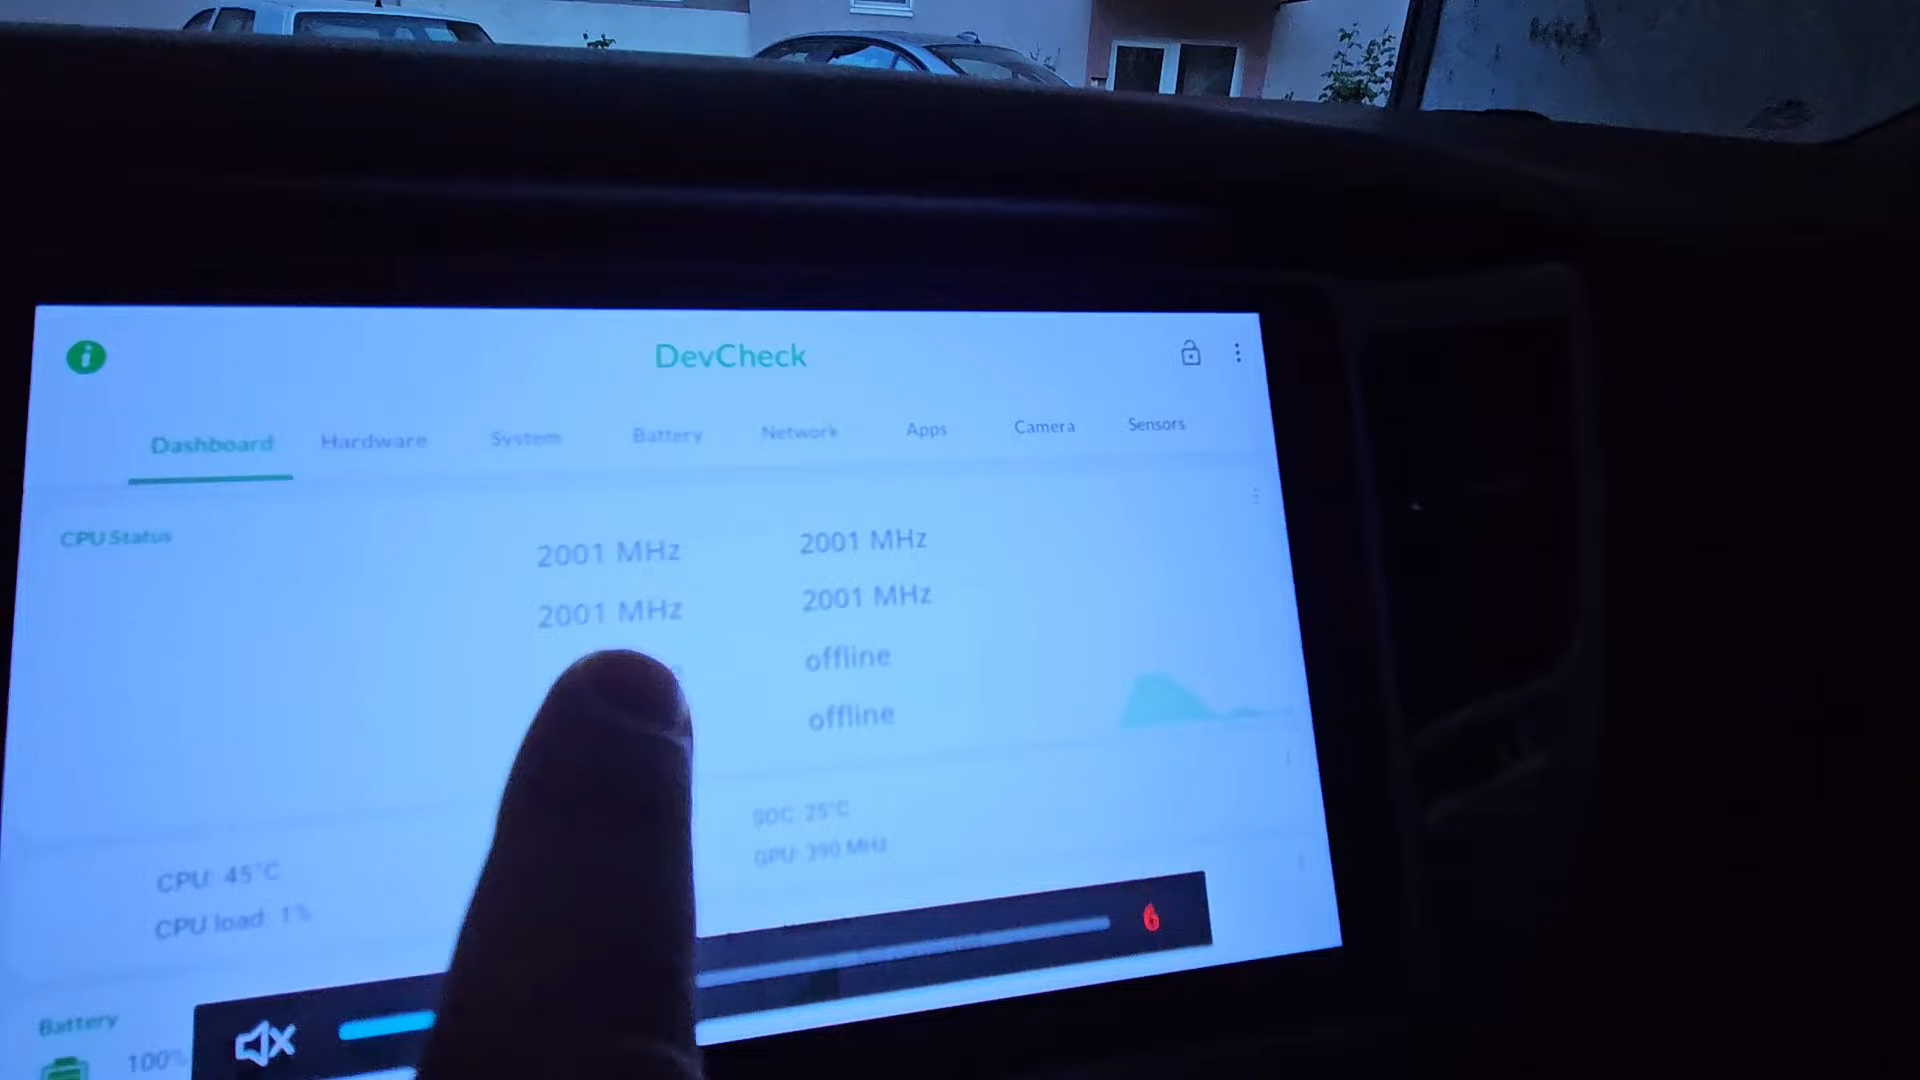 DevCheck
Dashboard Hardware System Battery Network Apps Camera Sensors
CPU Status
2001 MHz 2001 MHz
2001 MHz 2001 MHz
offline
offline
SOC: 25°C
GPU: 390 MHz
CPU: 45°C
CPU load: 1%
6
Battery
100%